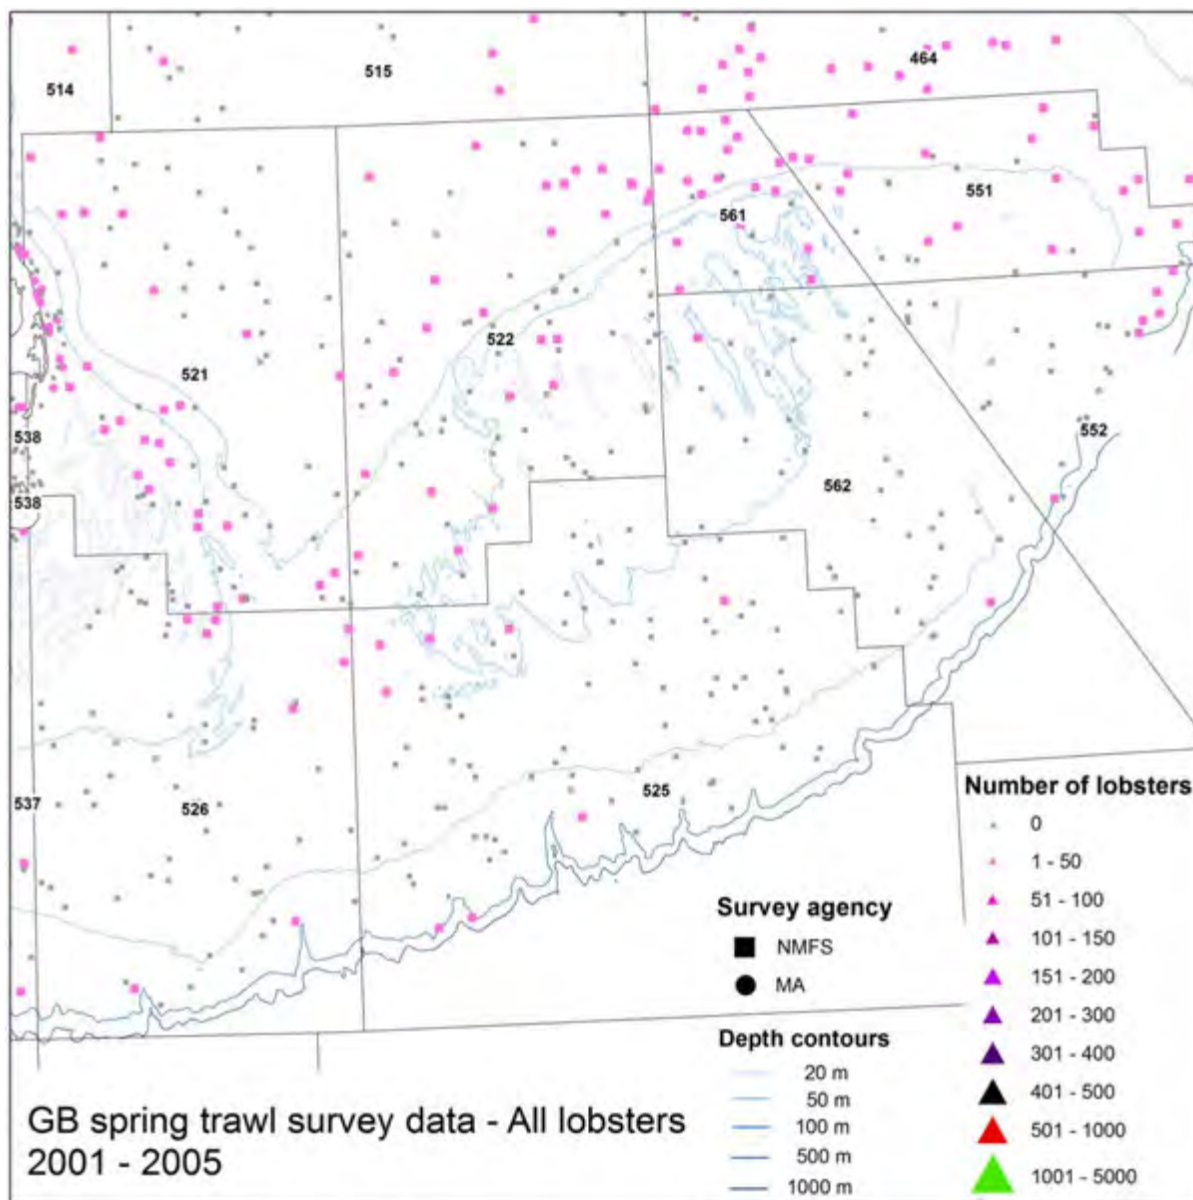 464
515
514
551
561
522
521
538
552
562
538
525
537
526
Number of lobsters
0
1 - 50
51 - 100
101 - 150
151 - 200
201 - 300
301 - 400
401 - 500
501 - 1000
1001 - 5000
Survey agency
NMFS
MA
Depth contours
20 m
50 m
100 m
500 m
1000 m
GB spring trawl survey data - All lobsters
2001 - 2005